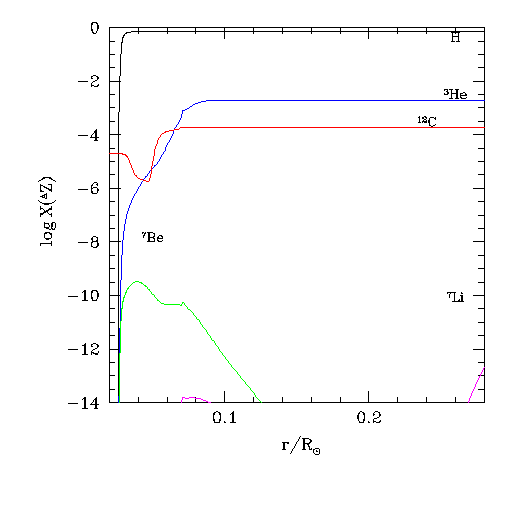 0
H
−2
³He
¹²C
−4
−6
⁷Be
−8
−10
⁷Li
−12
−14
0.1
0.2
log X(ᴬZ)
r/R☉